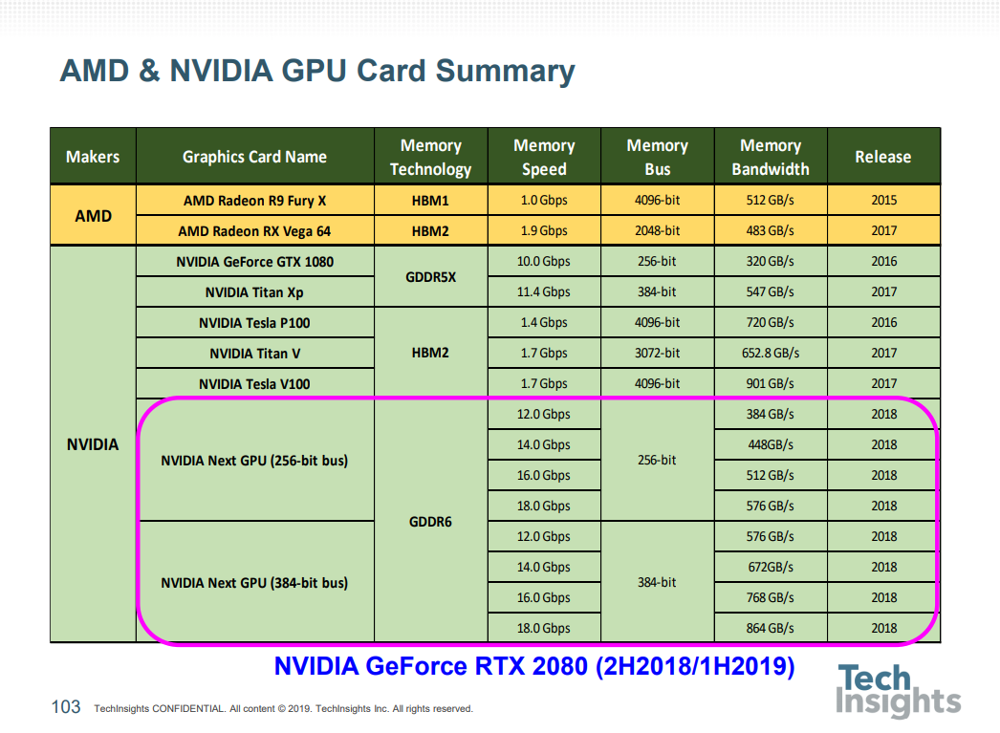 AMD & NVIDIA GPU Card Summary
Makers Graphics Card Name Memory Technology Memory Speed Memory Bus Memory Bandwidth Release
AMD AMD Radeon R9 Fury X HBM1 1.0 Gbps 4096-bit 512 GB/s 2015
AMD Radeon RX Vega 64 HBM2 1.9 Gbps 2048-bit 483 GB/s 2017
NVIDIA NVIDIA GeForce GTX 1080 GDDR5X 10.0 Gbps 256-bit 320 GB/s 2016
NVIDIA Titan Xp 11.4 Gbps 384-bit 547 GB/s 2017
NVIDIA Tesla P100 HBM2 1.4 Gbps 4096-bit 720 GB/s 2016
NVIDIA Titan V 1.7 Gbps 3072-bit 652.8 GB/s 2017
NVIDIA Tesla V100 1.7 Gbps 4096-bit 901 GB/s 2017
NVIDIA Next GPU (256-bit bus) GDDR6 12.0 Gbps 256-bit 384 GB/s 2018
14.0 Gbps 448GB/s 2018
16.0 Gbps 512 GB/s 2018
18.0 Gbps 576 GB/s 2018
NVIDIA Next GPU (384-bit bus) 12.0 Gbps 384-bit 576 GB/s 2018
14.0 Gbps 672GB/s 2018
16.0 Gbps 768 GB/s 2018
18.0 Gbps 864 GB/s 2018
NVIDIA GeForce RTX 2080 (2H2018/1H2019)
Tech
Insights
103 TechInsights CONFIDENTIAL. All content © 2019. TechInsights Inc. All rights reserved.